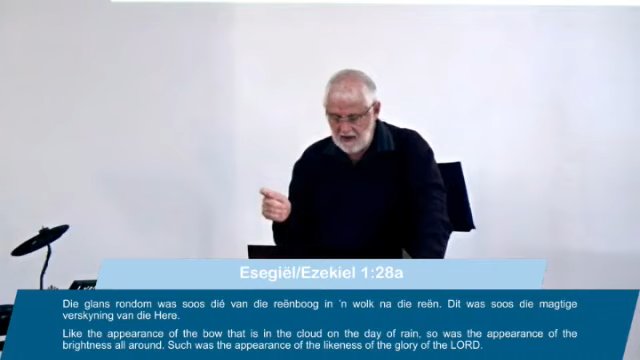 Esegiël/Ezekiel 1:28a
Die glans rondom was soos dié van die reënboog in ’n wolk na die reën. Dit was soos die magtige
verskyning van die Here.
Like the appearance of the bow that is in the cloud on the day of rain, so was the appearance of the
brightness all around. Such was the appearance of the likeness of the glory of the LORD.